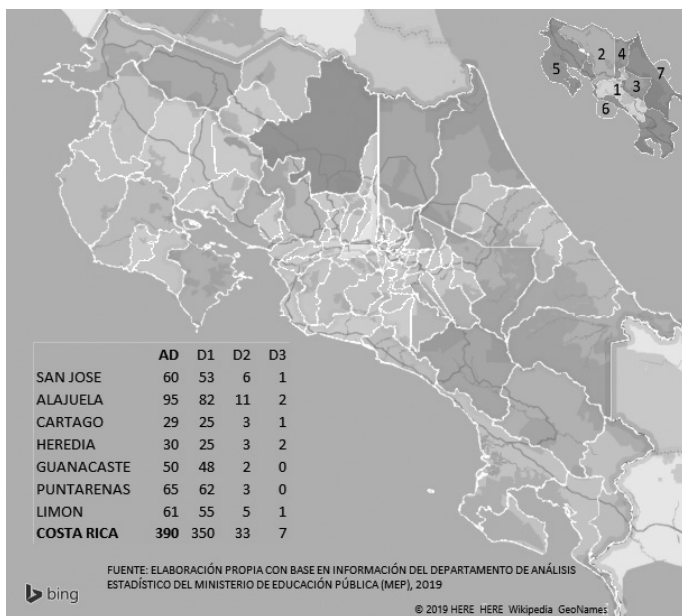 2 4
5 7
1 3
6
AD D1 D2 D3
SAN JOSE 60 53 6 1
ALAJUELA 95 82 11 2
CARTAGO 29 25 3 1
HEREDIA 30 25 3 2
GUANACASTE 50 48 2 0
PUNTARENAS 65 62 3 0
LIMON 61 55 5 1
COSTA RICA 390 350 33 7
FUENTE: ELABORACIÓN PROPIA CON BASE EN INFORMACIÓN DEL DEPARTAMENTO DE ANÁLISIS
ESTADÍSTICO DEL MINISTERIO DE EDUCACIÓN PÚBLICA (MEP), 2019
bing
© 2019 HERE HERE Wikipedia GeoNames